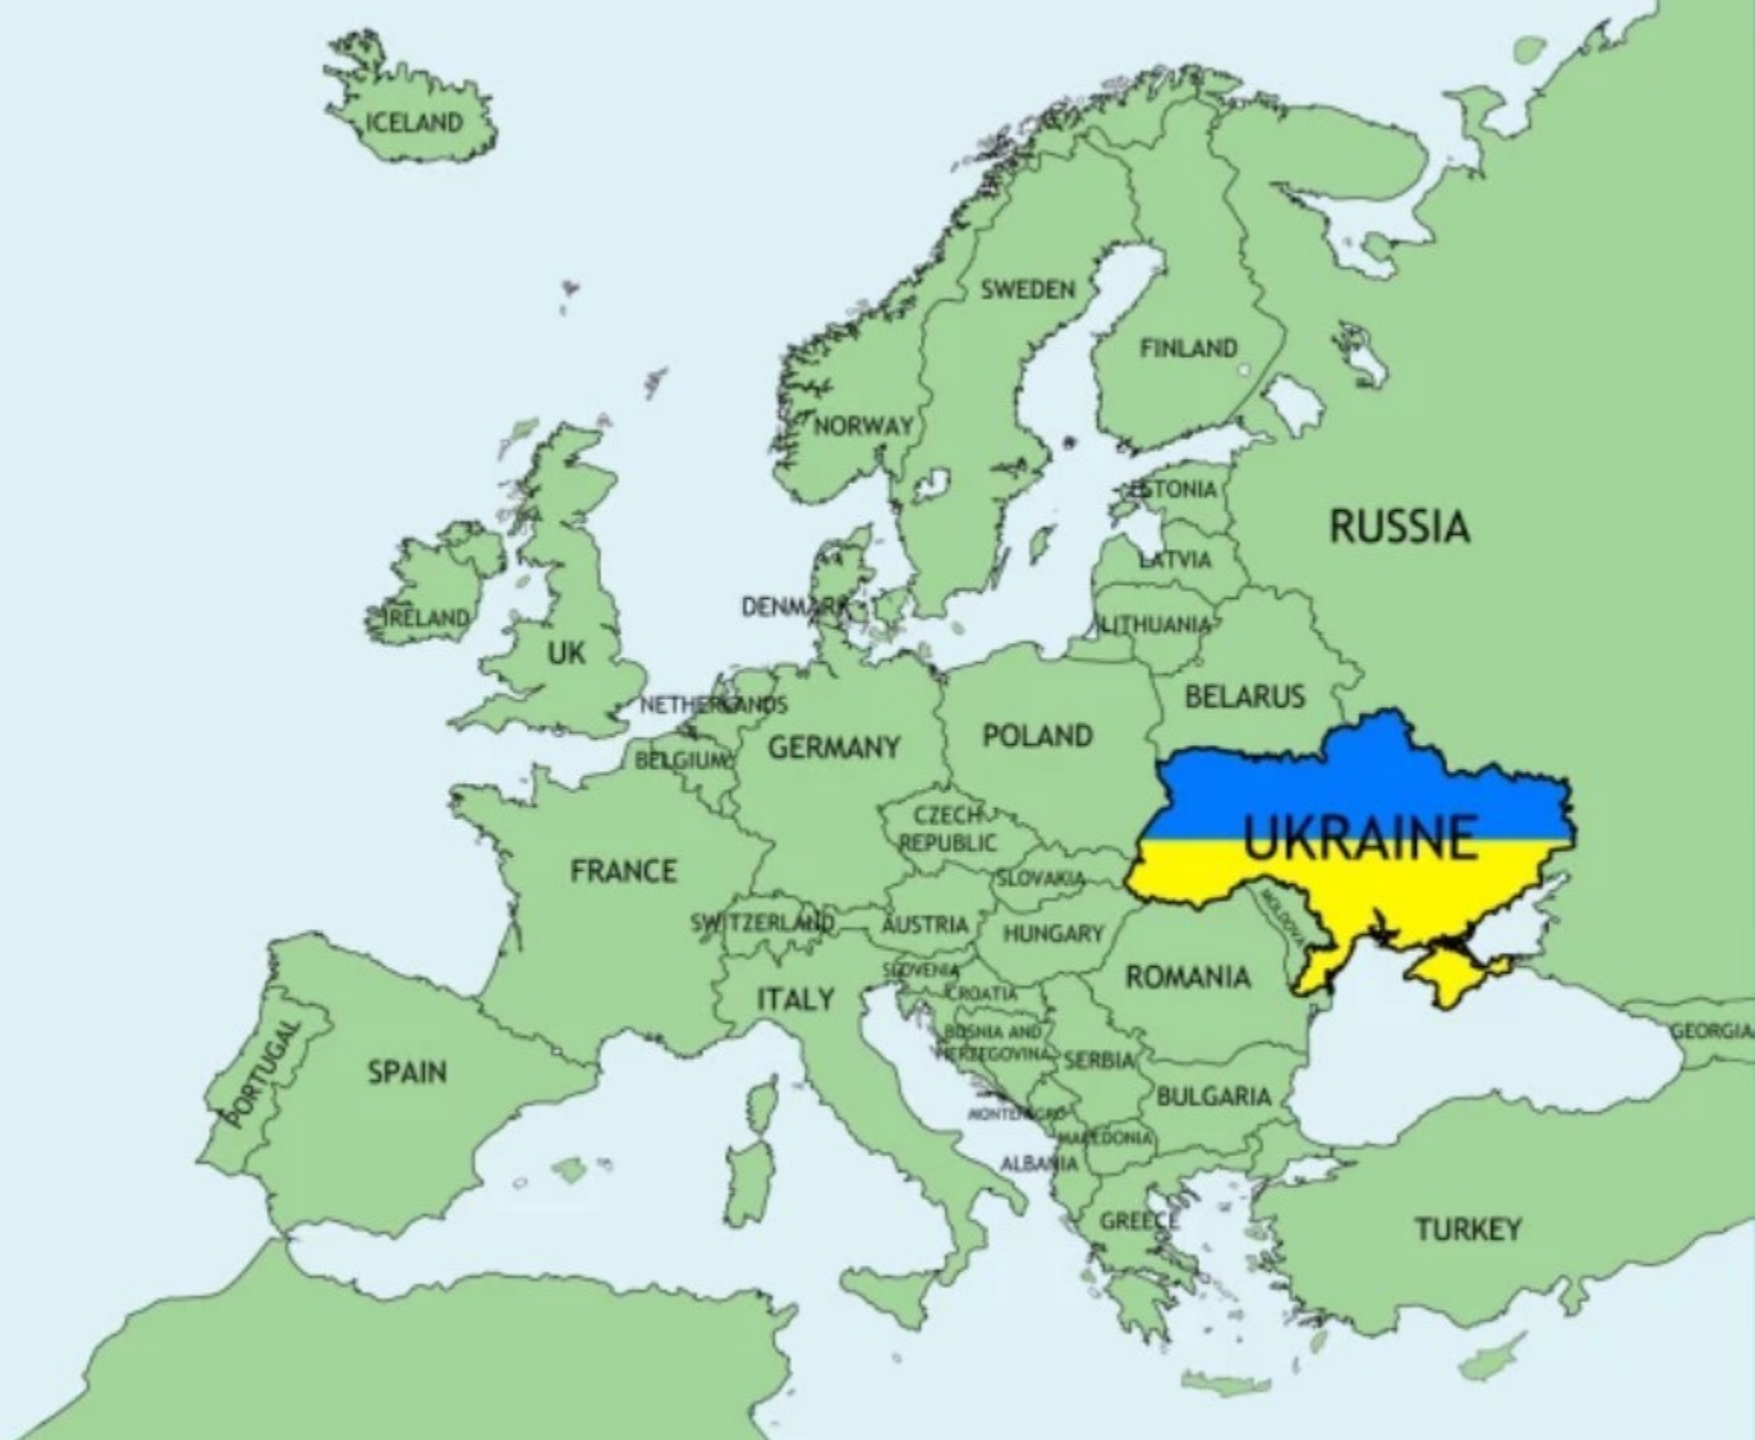 ICELAND
SWEDEN
FINLAND
NORWAY
ESTONIA
RUSSIA
LATVIA
DENMARK
IRELAND
LITHUANIA
UK
BELARUS
NETHERLANDS
POLAND
GERMANY
BELGIUM
CZECH
REPUBLIC
UKRAINE
FRANCE
SLOVAKIA
SWITZERLAND
AUSTRIA
HUNGARY
MOLDOVA
SLOVENIA
ROMANIA
ITALY
CROATIA
BOSNIA AND
HERZEGOVINA
GEORGIA
PORTUGAL
SPAIN
SERBIA
BULGARIA
MONTENEGRO
MACEDONIA
ALBANIA
GREECE
TURKEY